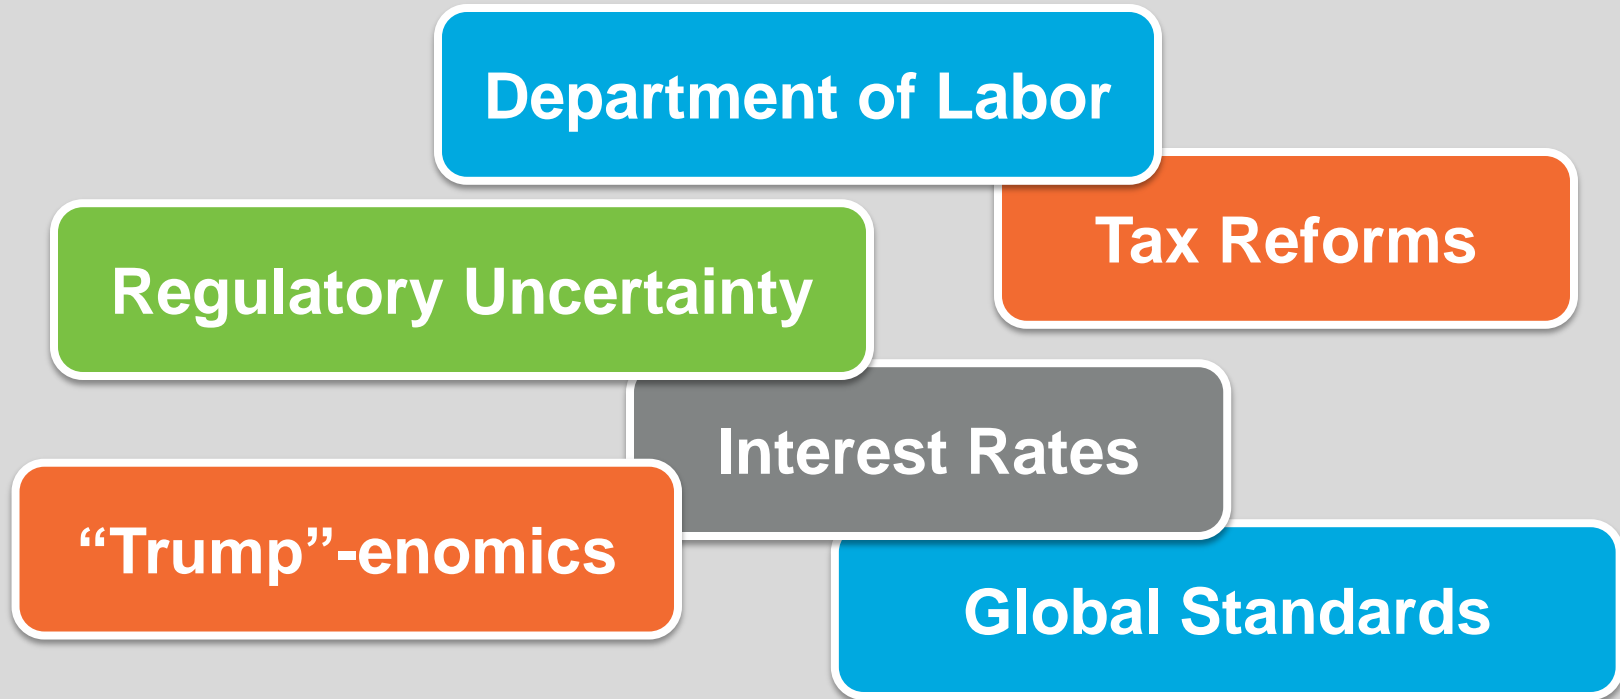 Department of Labor
Tax Reforms
Regulatory Uncertainty
Interest Rates
“Trump”-enomics
Global Standards